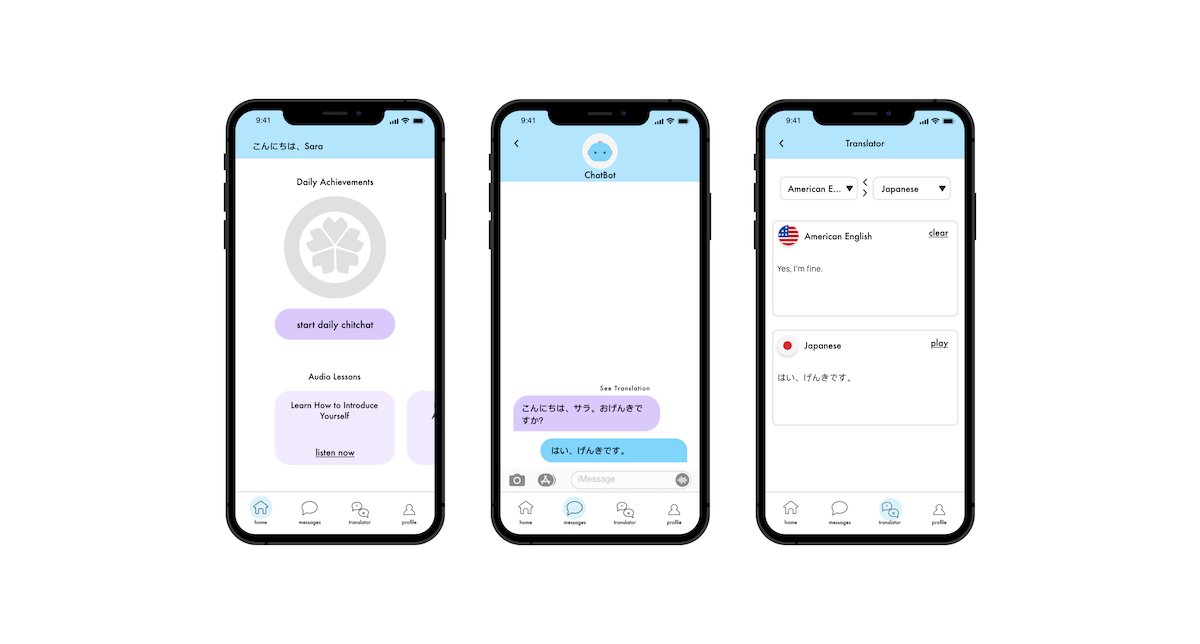 9:41
こんにちは、Sara
Daily Achievements
start daily chitchat
Audio Lessons
Learn How to Introduce
Yourself
listen now
home
messages
translator
profile
9:41
ChatBot
See Translation
こんにちは、サラ。おげんきで
すか?
はい、げんきです。
iMessage
home
messages
translator
profile
9:41
Translator
American E...
Japanese
American English
clear
Yes, I'm fine.
Japanese
play
はい、げんきです。
home
messages
translator
profile